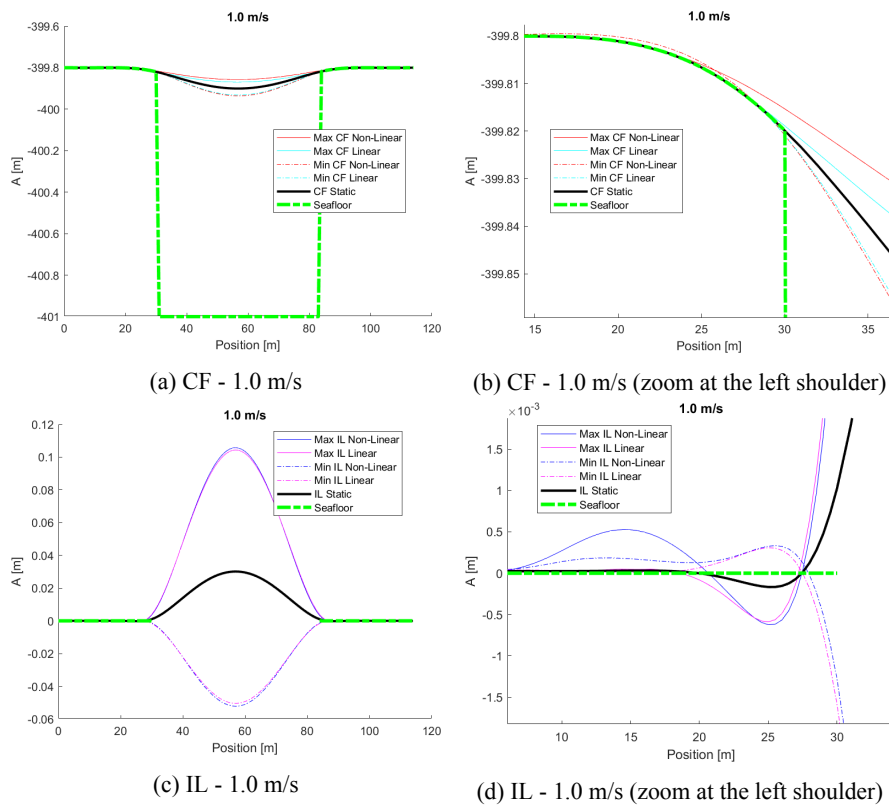 1.0 m/s
-399.6
-399.8
-400
-400.2
-400.4
-400.6
-400.8
-401
A [m]
Max CF Non-Linear
Max CF Linear
Min CF Non-Linear
Min CF Linear
CF Static
Seafloor
0 20 40 60 80 100 120
Position [m]
(a) CF - 1.0 m/s
1.0 m/s
-399.8
-399.81
-399.82
-399.83
-399.84
-399.85
A [m]
Max CF Non-Linear
Max CF Linear
Min CF Non-Linear
Min CF Linear
CF Static
Seafloor
15 20 25 30 35
Position [m]
(b) CF - 1.0 m/s (zoom at the left shoulder)
1.0 m/s
0.12
0.1
0.08
0.06
0.04
0.02
0
-0.02
-0.04
-0.06
A [m]
Max IL Non-Linear
Max IL Linear
Min IL Non-Linear
Min IL Linear
IL Static
Seafloor
0 20 40 60 80 100 120
Position [m]
(c) IL - 1.0 m/s
×10⁻³
1.0 m/s
1.5
1
0.5
0
-0.5
-1
-1.5
A [m]
Max IL Non-Linear
Max IL Linear
Min IL Non-Linear
Min IL Linear
IL Static
Seafloor
10 15 20 25 30
Position [m]
(d) IL - 1.0 m/s (zoom at the left shoulder)